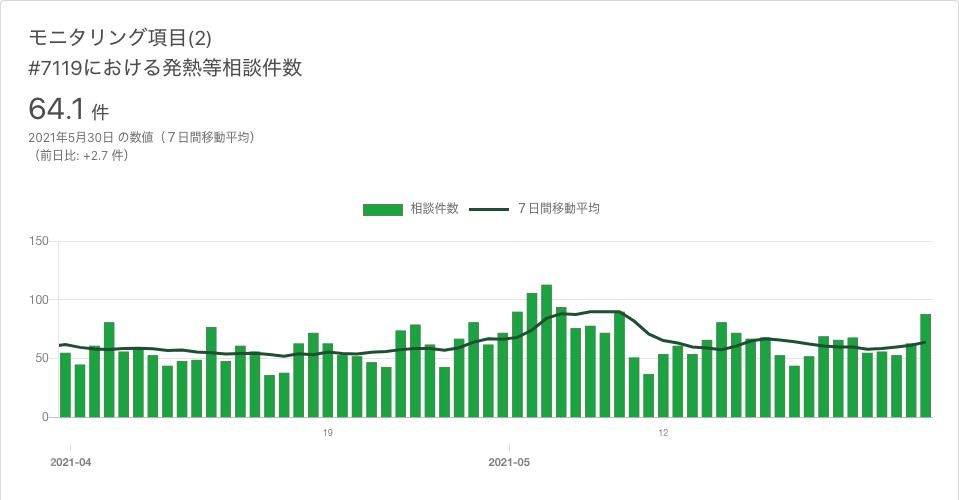 モニタリング項目(2)
#7119における発熱等相談件数
64.1 件
2021年5月30日 の数値（７日間移動平均）
（前日比: +2.7 件）
相談件数 ７日間移動平均
150
100
50
0
19 12
2021-04 2021-05